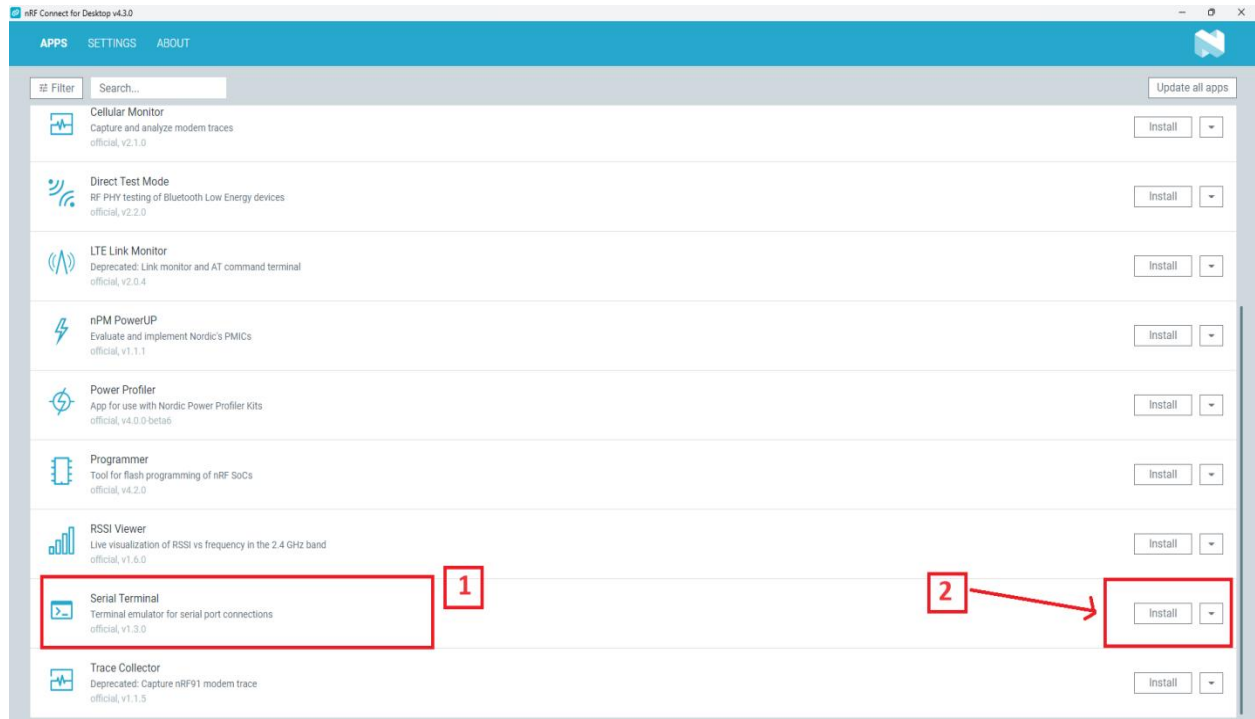 nRF Connect for Desktop v4.3.0
APPS SETTINGS ABOUT
Filter Search... Update all apps
Cellular Monitor
Capture and analyze modem traces
official, v2.1.0
Install
Direct Test Mode
RF PHY testing of Bluetooth Low Energy devices
official, v2.2.0
Install
LTE Link Monitor
Deprecated: Link monitor and AT command terminal
official, v2.0.4
Install
nPM PowerUP
Evaluate and implement Nordic's PMICs
official, v1.1.1
Install
Power Profiler
App for use with Nordic Power Profiler Kits
official, v4.0.0-beta6
Install
Programmer
Tool for flash programming of nRF SoCs
official, v4.2.0
Install
RSSI Viewer
Live visualization of RSSI vs frequency in the 2.4 GHz band
official, v1.6.0
Install
1
2
Serial Terminal
Terminal emulator for serial port connections
official, v1.3.0
Install
Trace Collector
Deprecated: Capture nRF91 modem trace
official, v1.1.5
Install